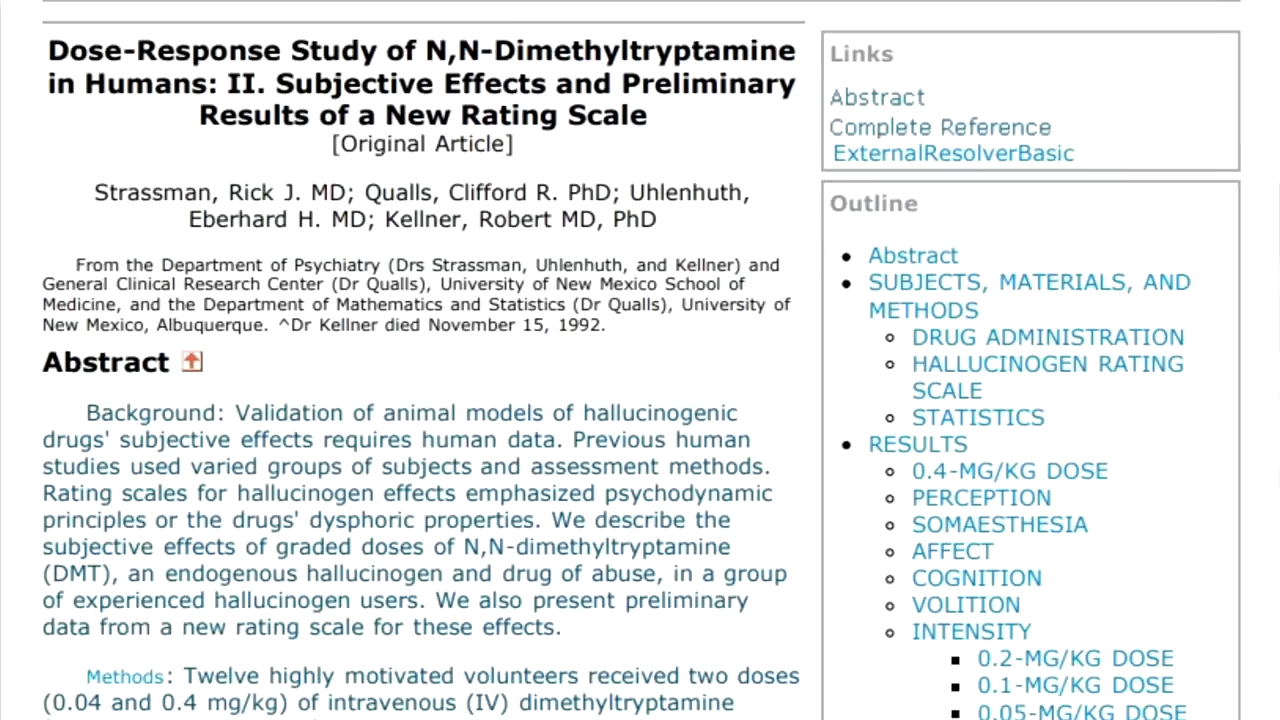 Dose-Response Study of N,N-Dimethyltryptamine
in Humans: II. Subjective Effects and Preliminary
Results of a New Rating Scale
[Original Article]
Strassman, Rick J. MD; Qualls, Clifford R. PhD; Uhlenhuth,
Eberhard H. MD; Kellner, Robert MD, PhD
From the Department of Psychiatry (Drs Strassman, Uhlenhuth, and Kellner) and
General Clinical Research Center (Dr Qualls), University of New Mexico School of
Medicine, and the Department of Mathematics and Statistics (Dr Qualls), University of
New Mexico, Albuquerque. ^Dr Kellner died November 15, 1992.
Abstract
Background: Validation of animal models of hallucinogenic
drugs' subjective effects requires human data. Previous human
studies used varied groups of subjects and assessment methods.
Rating scales for hallucinogen effects emphasized psychodynamic
principles or the drugs' dysphoric properties. We describe the
subjective effects of graded doses of N,N-dimethyltryptamine
(DMT), an endogenous hallucinogen and drug of abuse, in a group
of experienced hallucinogen users. We also present preliminary
data from a new rating scale for these effects.
Methods: Twelve highly motivated volunteers received two doses
(0.04 and 0.4 mg/kg) of intravenous (IV) dimethyltryptamine
Links
Abstract
Complete Reference
ExternalResolverBasic
Outline
Abstract
SUBJECTS, MATERIALS, AND
METHODS
DRUG ADMINISTRATION
HALLUCINOGEN RATING
SCALE
STATISTICS
RESULTS
0.4-MG/KG DOSE
PERCEPTION
SOMAESTHESIA
AFFECT
COGNITION
VOLITION
INTENSITY
0.2-MG/KG DOSE
0.1-MG/KG DOSE
0.05-MG/KG DOSE